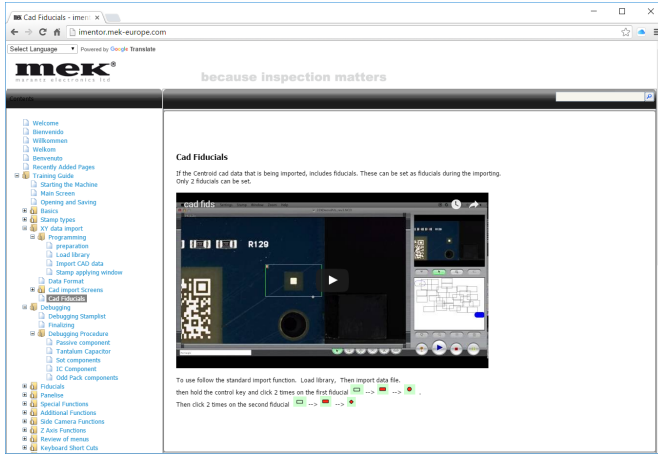 Cad Fiducials - iment
imentor.mek-europe.com
Select Language
Powered by Google Translate
mek®
marantz electronics ltd
because inspection matters
Contents
Welcome
Bienvenido
Willkommen
Welkom
Benvenuto
Recently Added Pages
Training Guide
Starting the Machine
Main Screen
Opening and Saving
Basics
Stamp types
XY data import
Programming
preparation
Load library
Import CAD data
Stamp applying window
Data Format
Cad import Screens
Cad Fiducials
Debugging
Debugging Stamplist
Finalizing
Debugging Procedure
Passive component
Tantalum Capacitor
Sot components
IC Component
Odd Pack components
Fiducials
Panelise
Special Functions
Additional Functions
Side Camera Functions
Z Axis Functions
Review of menus
Keyboard Short Cuts
Cad Fiducials
If the Centroid cad data that is being imported, includes fiducials. These can be set as fiducials during the importing.
Only 2 fiducials can be set.
cad fids
R129
To use follow the standard import function. Load library, Then import data file.
then hold the control key and click 2 times on the first fiducial --> --> .
Then click 2 times on the second fiducial --> -->